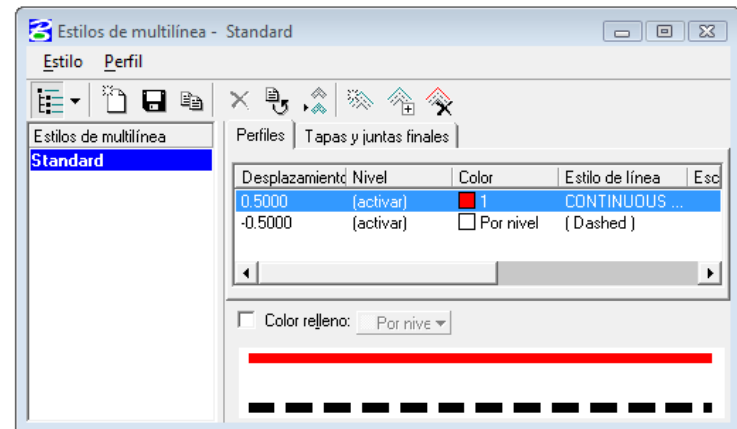 Estilos de multilínea - Standard
Estilo Perfil
Estilos de multilínea
Standard
Perfiles Tapas y juntas finales
Desplazamiento Nivel Color Estilo de línea Esc
0.5000 (activar) 1 CONTINUOUS ...
-0.5000 (activar) Por nivel ( Dashed )
Color relleno: Por nive